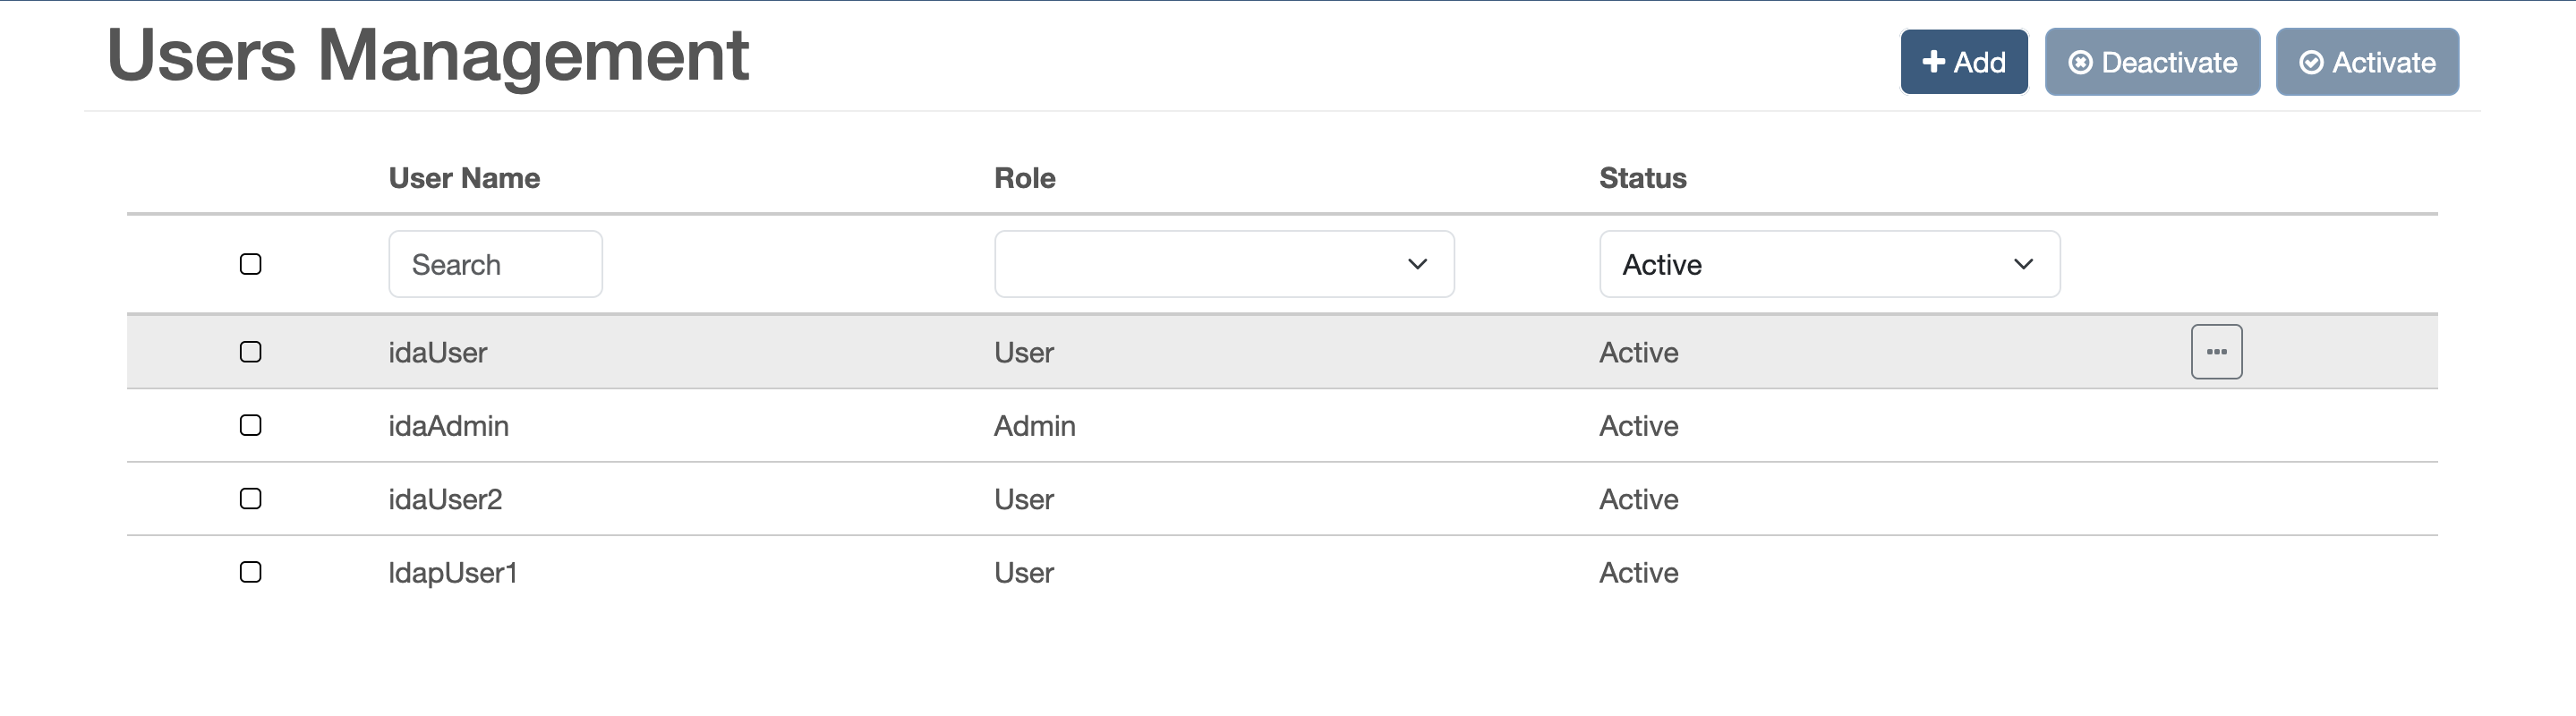 Users Management
Add Deactivate Activate
User Name Role Status
Search Active
idaUser User Active
idaAdmin Admin Active
idaUser2 User Active
ldapUser1 User Active